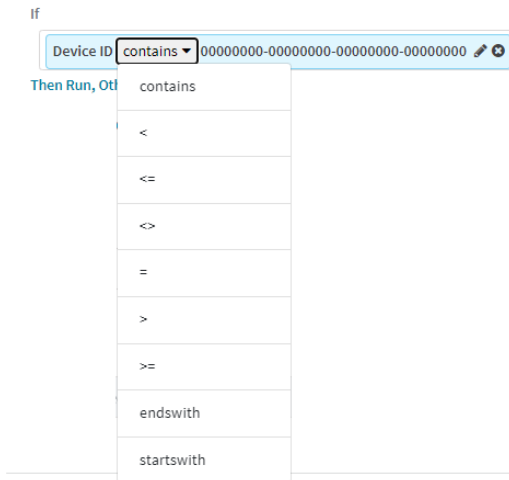 If
Device ID contains 00000000-00000000-00000000-00000000
Then Run, Oth
contains
<
<=
<>
=
>
>=
endswith
startswith